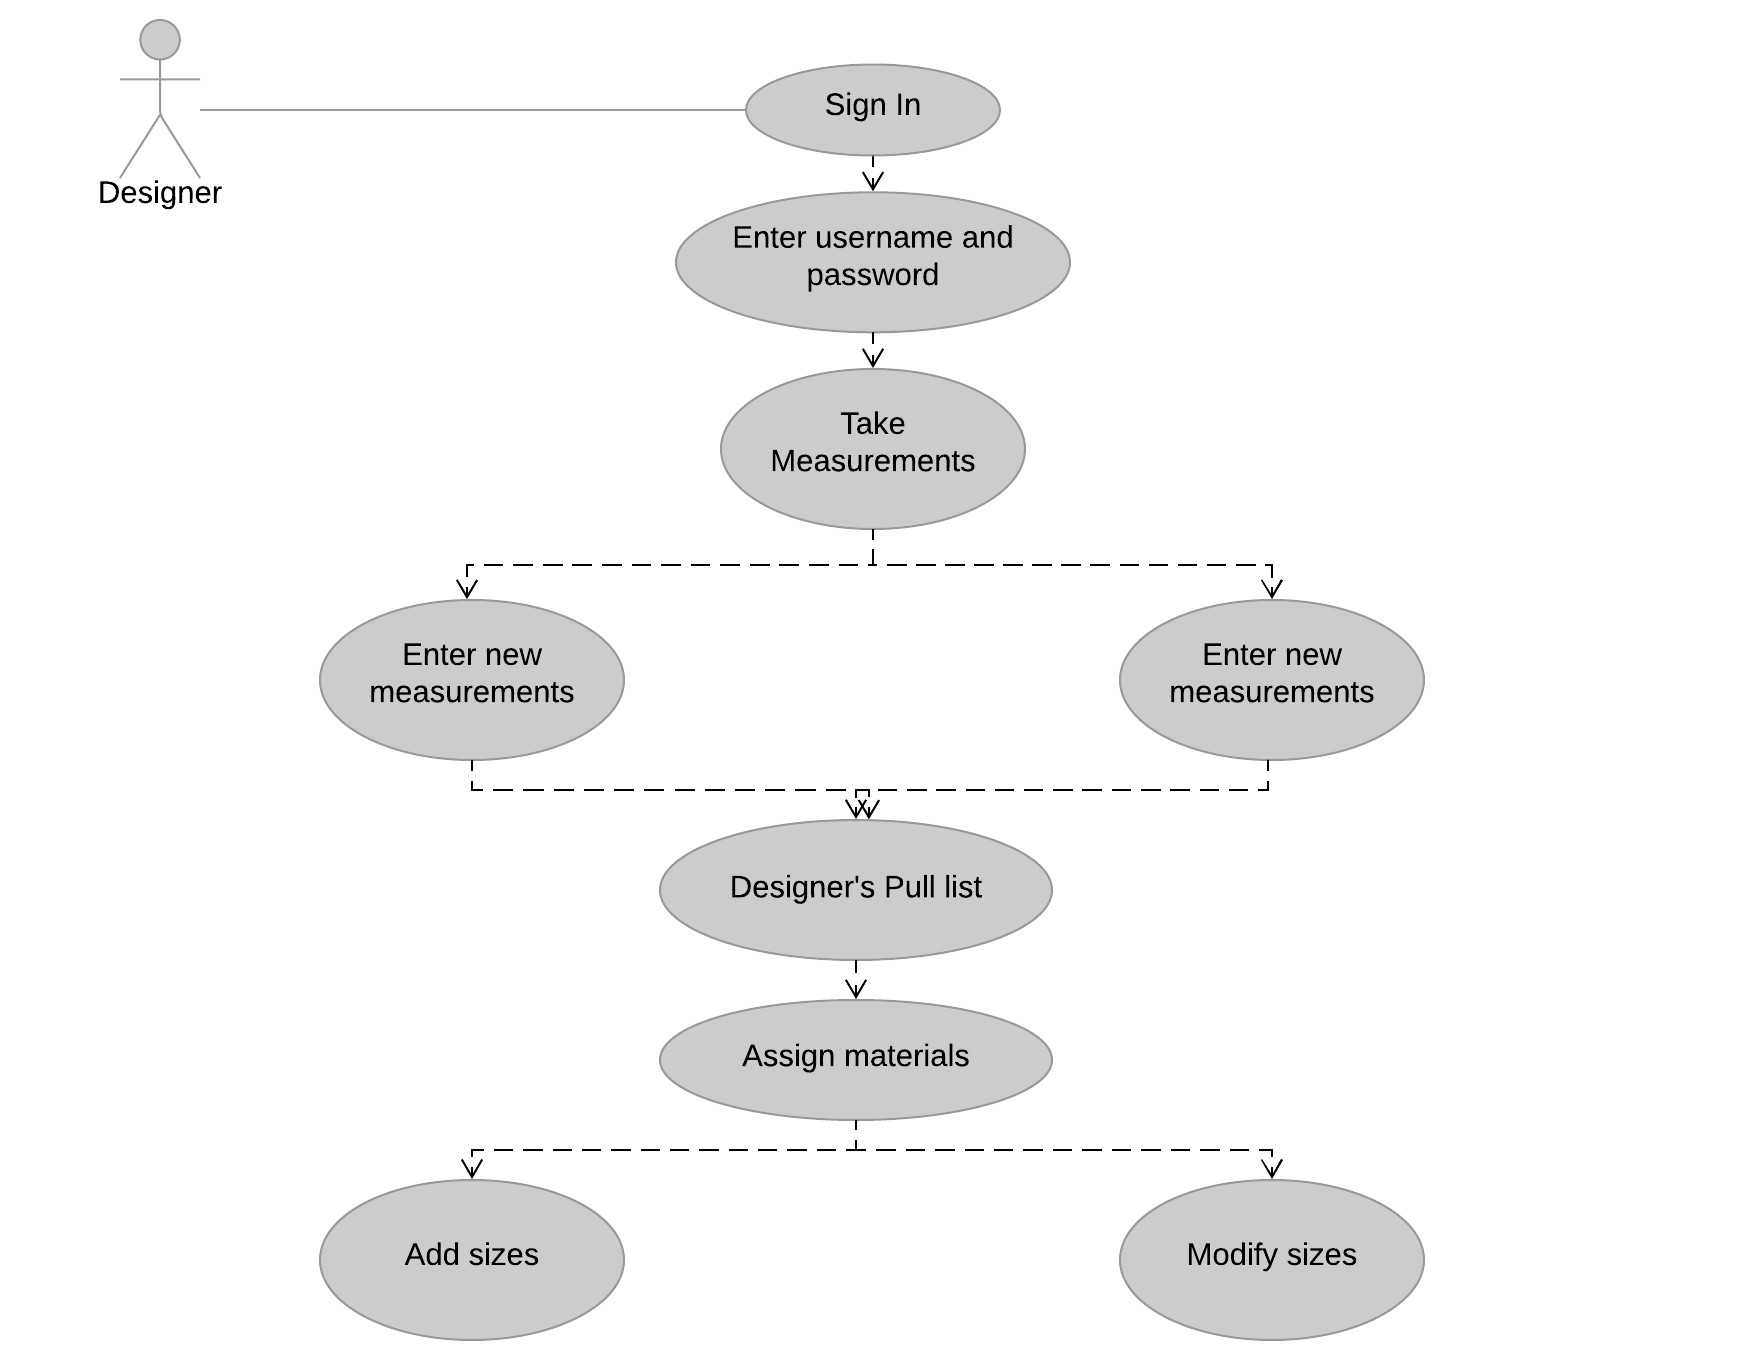 Sign In
Designer
Enter username and
password
Take
Measurements
Enter new
measurements
Enter new
measurements
Designer's Pull list
Assign materials
Add sizes
Modify sizes